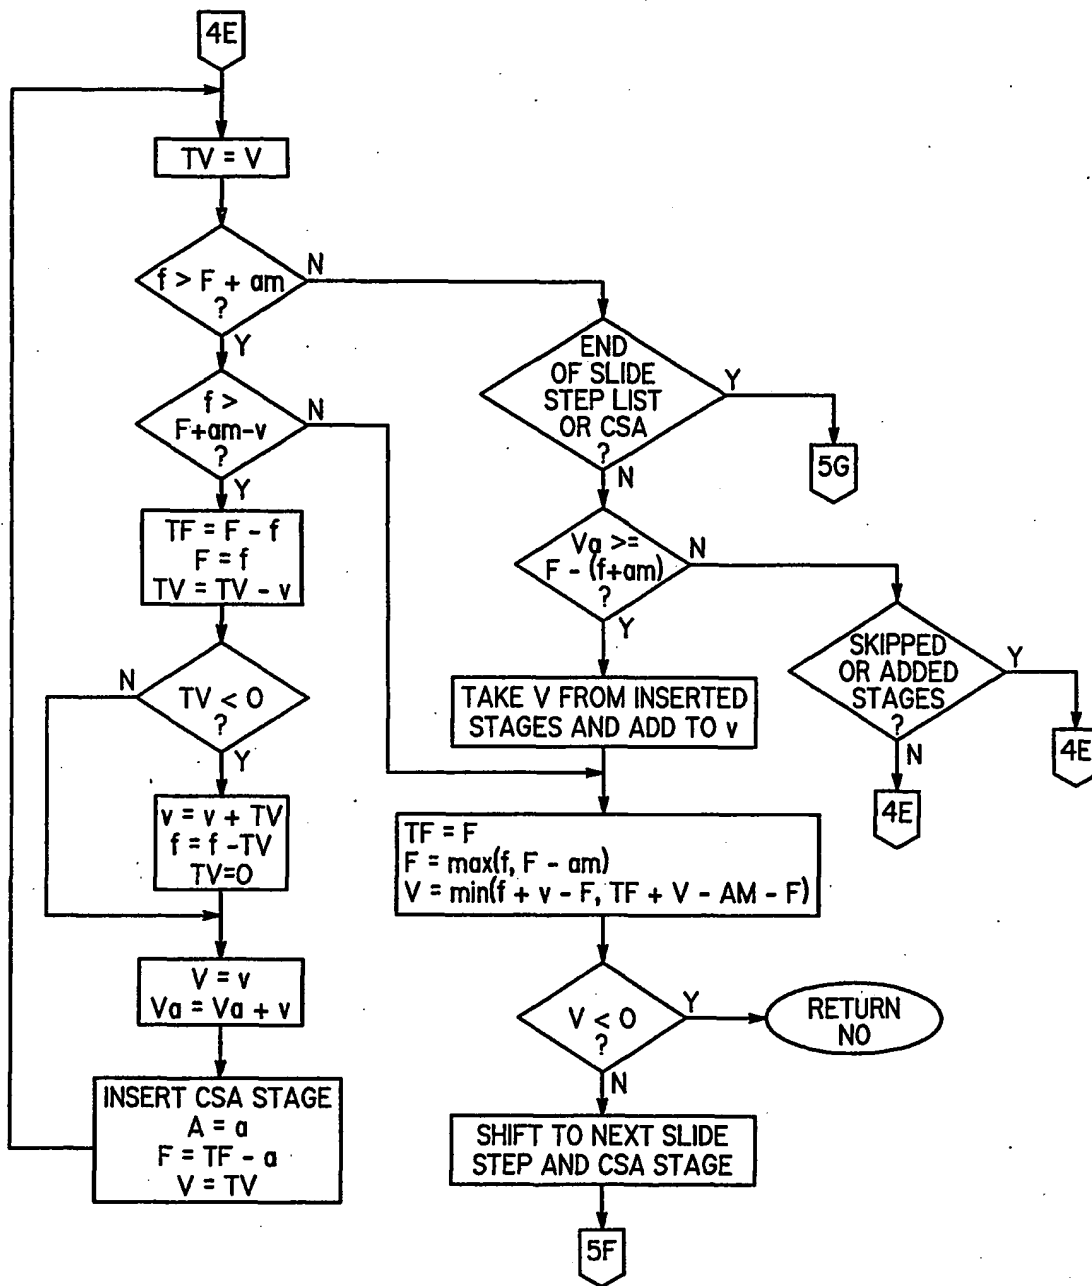 4E
TV = V
f > F + am
?
N
Y
f >
F+am-v
?
N
Y
TF = F - f
F = f
TV = TV - v
N
TV < 0
?
Y
v = v + TV
f = f -TV
TV=0
V = v
Va = Va + v
INSERT CSA STAGE
A = a
F = TF - a
V = TV
END
OF SLIDE
STEP LIST
OR CSA
?
Y
5G
N
Va >=
F - (f+am)
?
N
Y
SKIPPED
OR ADDED
STAGES
?
Y
4E
N
4E
TAKE V FROM INSERTED
STAGES AND ADD TO v
TF = F
F = max(f, F - am)
V = min(f + v - F, TF + V - AM - F)
V < 0
?
Y
RETURN
NO
N
SHIFT TO NEXT SLIDE
STEP AND CSA STAGE
5F